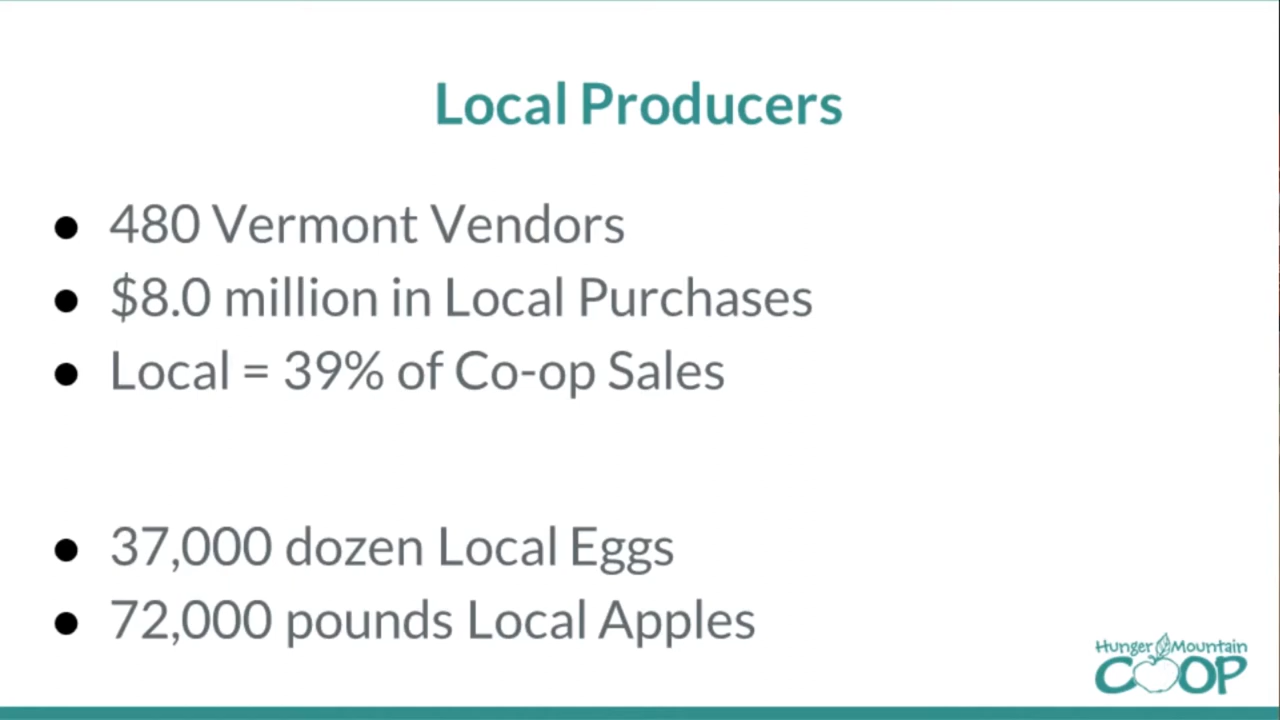 Local Producers
● 480 Vermont Vendors
● $8.0 million in Local Purchases
● Local = 39% of Co-op Sales
● 37,000 dozen Local Eggs
● 72,000 pounds Local Apples
Hunger Mountain
COOP